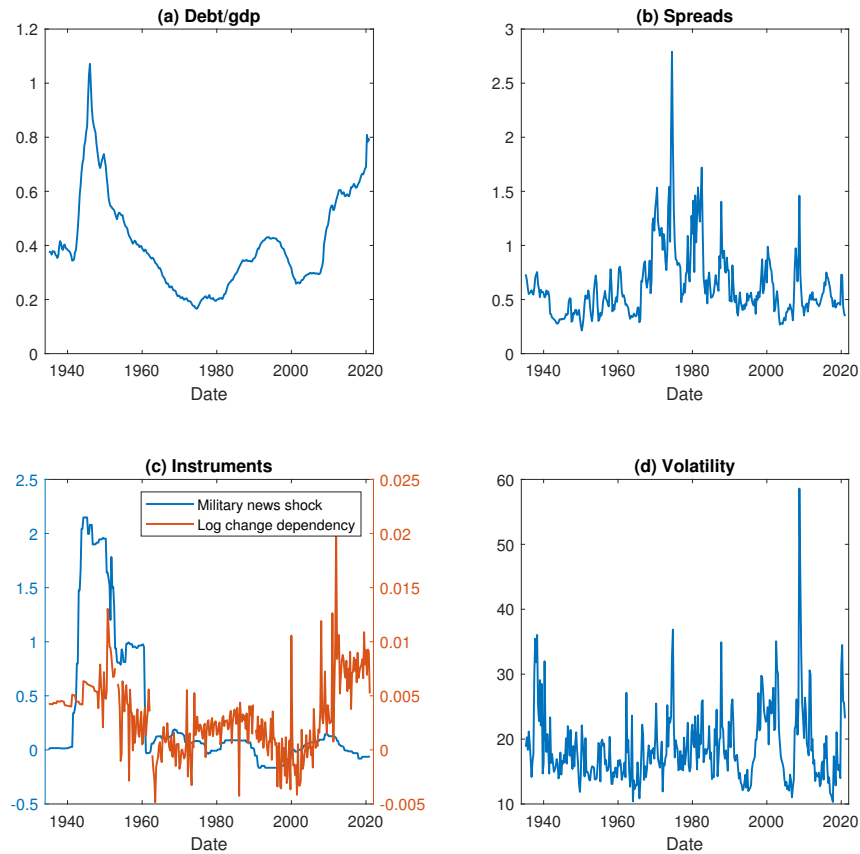 (a) Debt/gdp
1.2
1
0.8
0.6
0.4
0.2
0
1940 1960 1980 2000 2020
Date
(b) Spreads
3
2.5
2
1.5
1
0.5
0
1940 1960 1980 2000 2020
Date
(c) Instruments
2.5
2
1.5
1
0.5
0
-0.5
Military news shock
Log change dependency
0.025
0.02
0.015
0.01
0.005
0
-0.005
1940 1960 1980 2000 2020
Date
(d) Volatility
60
50
40
30
20
10
1940 1960 1980 2000 2020
Date